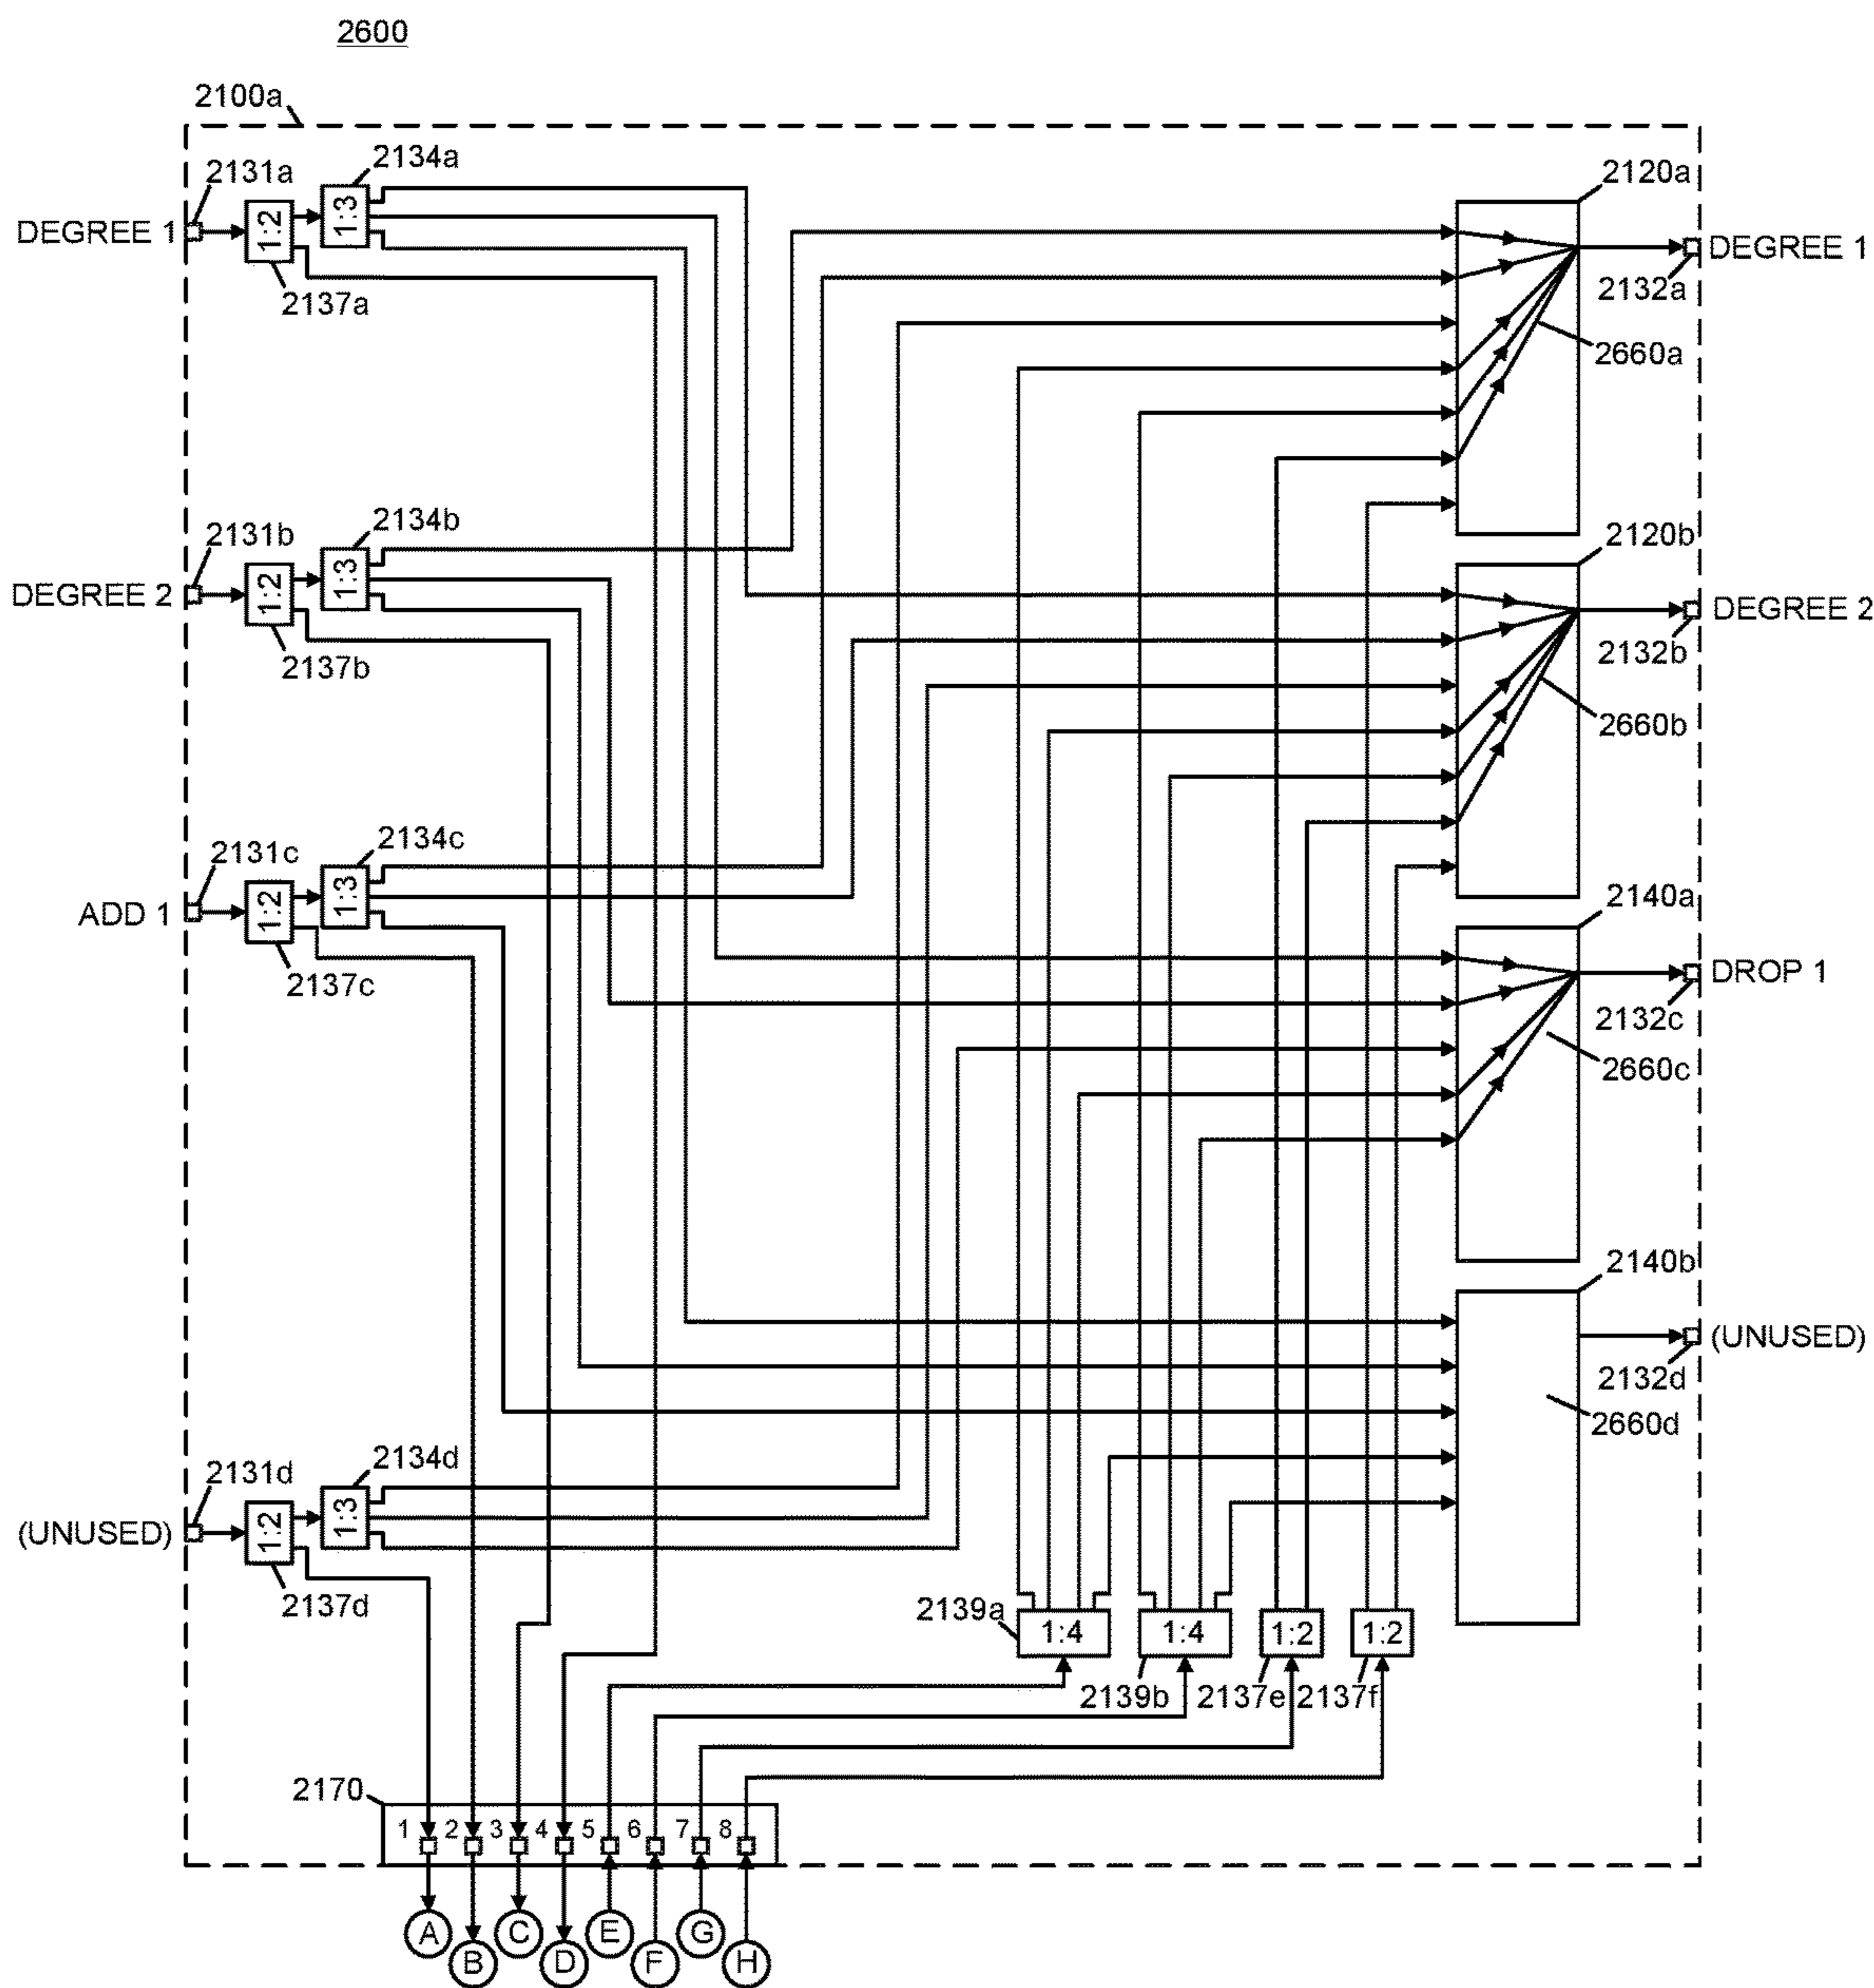 2600
2100a
2131a
2134a
2120a
DEGREE 1
1:2
1:3
DEGREE 1
2137a
2132a
2660a
2131b
2134b
2120b
DEGREE 2
1:2
1:3
DEGREE 2
2137b
2132b
2660b
2131c
2134c
2140a
ADD 1
1:2
1:3
2137c
DROP 1
2132c
2660c
2140b
(UNUSED)
2132d
2660d
2131d
2134d
(UNUSED)
1:2
1:3
2137d
2139a
1:4
1:4
1:2
1:2
2139b
2137e
2137f
2170
1
2
3
4
5
6
7
8
A
B
C
D
E
F
G
H